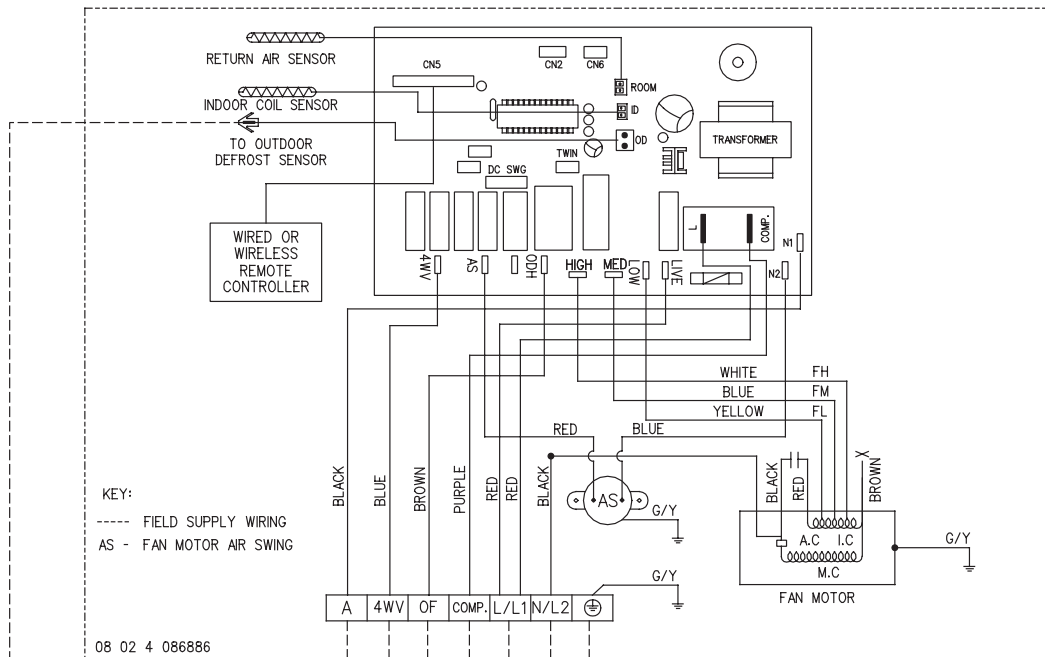 RETURN AIR SENSOR
INDOOR COIL SENSOR
TO OUTDOOR
DEFROST SENSOR
WIRED OR
WIRELESS
REMOTE
CONTROLLER
CN5
CN2
CN6
ROOM
ID
OD
TRANSFORMER
TWIN
DC SWG
L
COMP.
N1
N2
4WV
AS
ODH
HIGH
MED
LOW
LIVE
WHITE FH
BLUE FM
YELLOW FL
RED
BLUE
BLACK
BLUE
BROWN
PURPLE
RED
RED
BLACK
BLACK
RED
X
BROWN
AS
G/Y
A.C I.C
M.C
G/Y
FAN MOTOR
G/Y
KEY:
----- FIELD SUPPLY WIRING
AS - FAN MOTOR AIR SWING
A 4WV OF COMP. L/L1 N/L2
08 02 4 086886